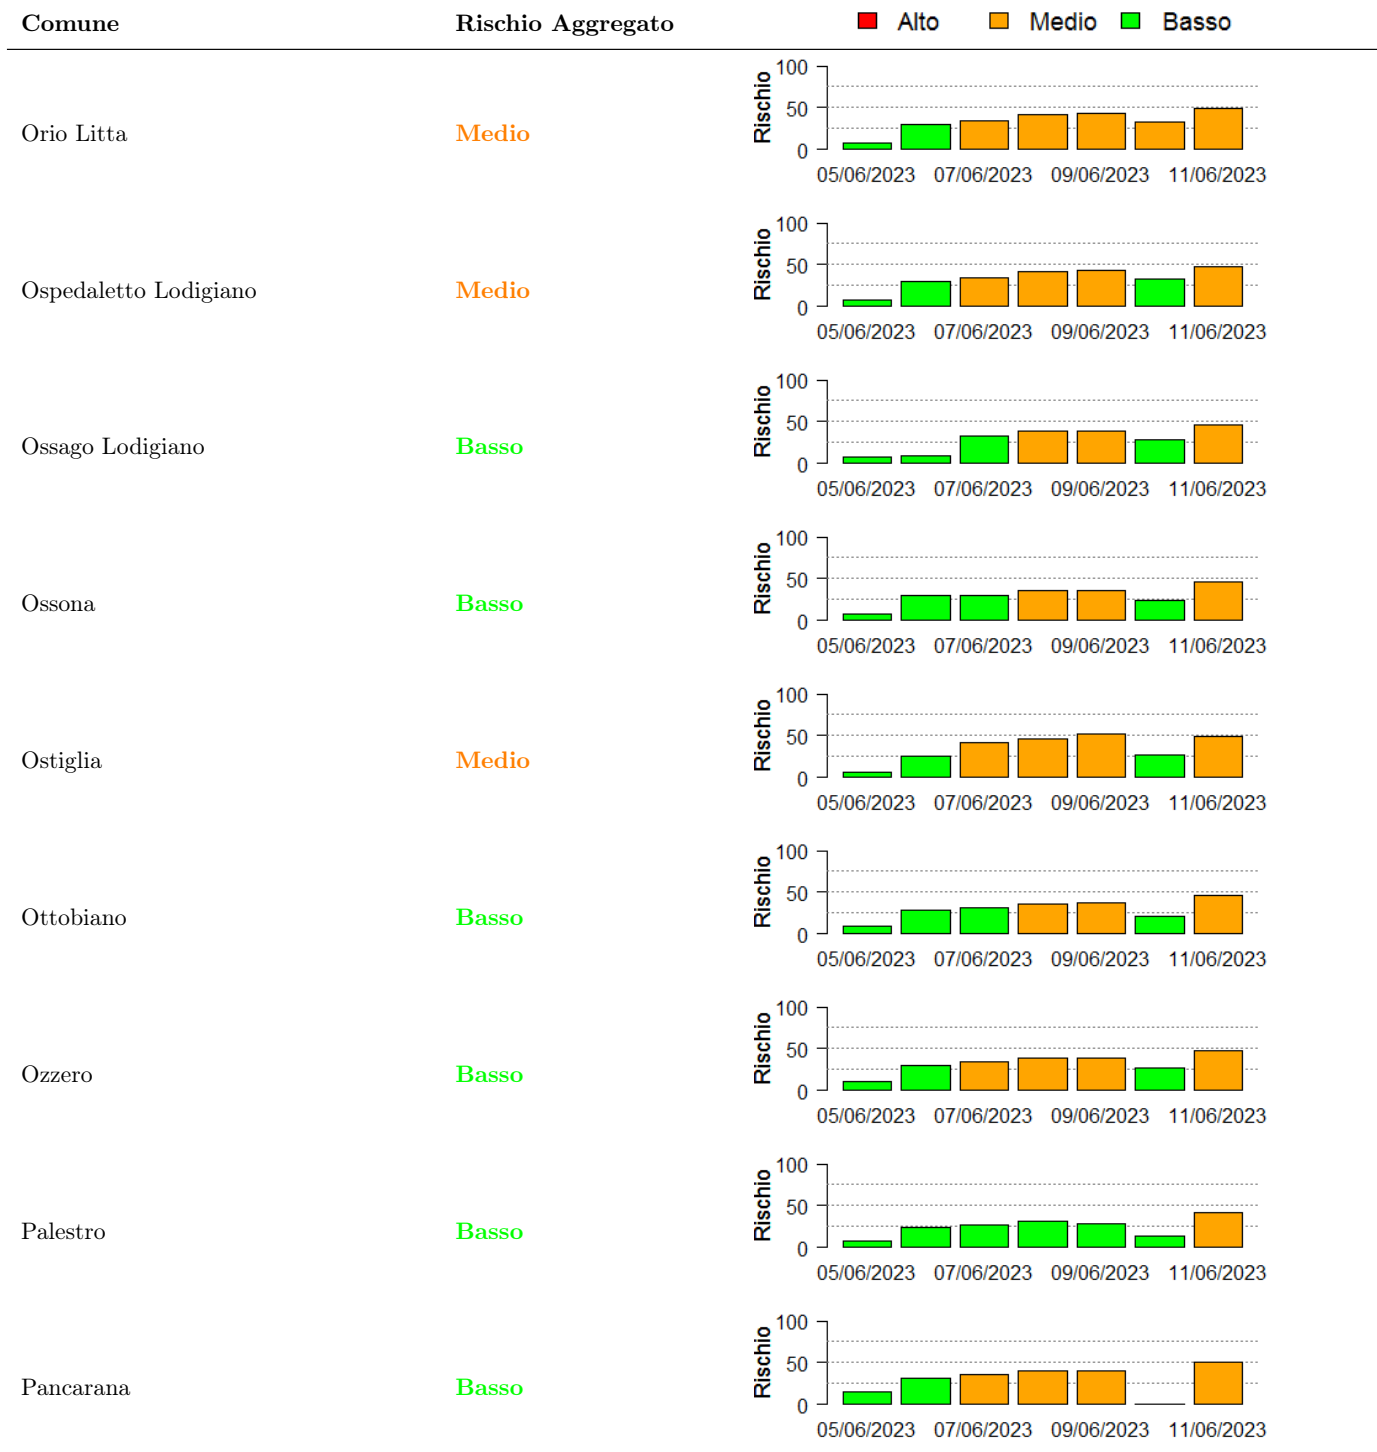 Comune Rischio Aggregato Alto Medio Basso
Orio Litta Medio Rischio 100 50 0
05/06/2023 07/06/2023 09/06/2023 11/06/2023
Ospedaletto Lodigiano Medio Rischio 100 50 0
05/06/2023 07/06/2023 09/06/2023 11/06/2023
Ossago Lodigiano Basso Rischio 100 50 0
05/06/2023 07/06/2023 09/06/2023 11/06/2023
Ossona Basso Rischio 100 50 0
05/06/2023 07/06/2023 09/06/2023 11/06/2023
Ostiglia Medio Rischio 100 50 0
05/06/2023 07/06/2023 09/06/2023 11/06/2023
Ottobiano Basso Rischio 100 50 0
05/06/2023 07/06/2023 09/06/2023 11/06/2023
Ozzero Basso Rischio 100 50 0
05/06/2023 07/06/2023 09/06/2023 11/06/2023
Palestro Basso Rischio 100 50 0
05/06/2023 07/06/2023 09/06/2023 11/06/2023
Pancarana Basso Rischio 100 50 0
05/06/2023 07/06/2023 09/06/2023 11/06/2023